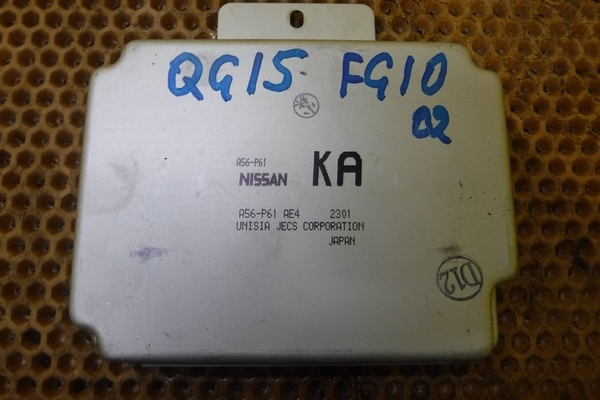 QG15 FG10
02
A56-P61
NISSAN KA
A56-P61 AE4 2301
UNISIA JECS CORPORATION
JAPAN
D12